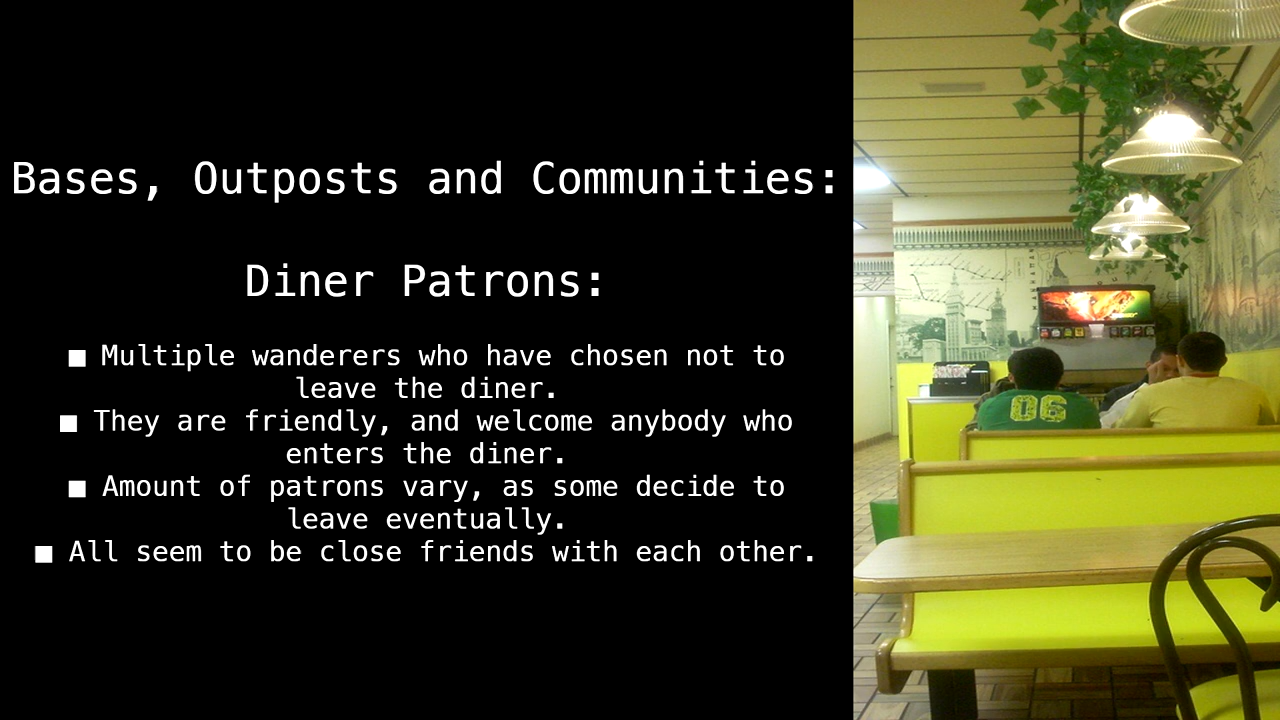 Bases, Outposts and Communities:
Diner Patrons:
■ Multiple wanderers who have chosen not to
leave the diner.
■ They are friendly, and welcome anybody who
enters the diner.
■ Amount of patrons vary, as some decide to
leave eventually.
■ All seem to be close friends with each other.
MANHATTAN
06